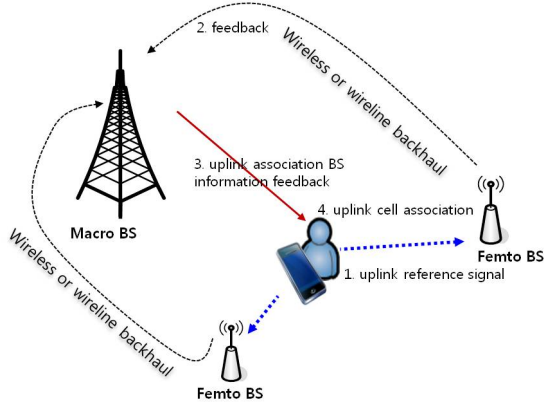 2. feedback
Wireless or wireline backhaul
3. uplink association BS
information feedback
4. uplink cell association
Macro BS
Femto BS
1. uplink reference signal
Wireless or wireline backhaul
Femto BS